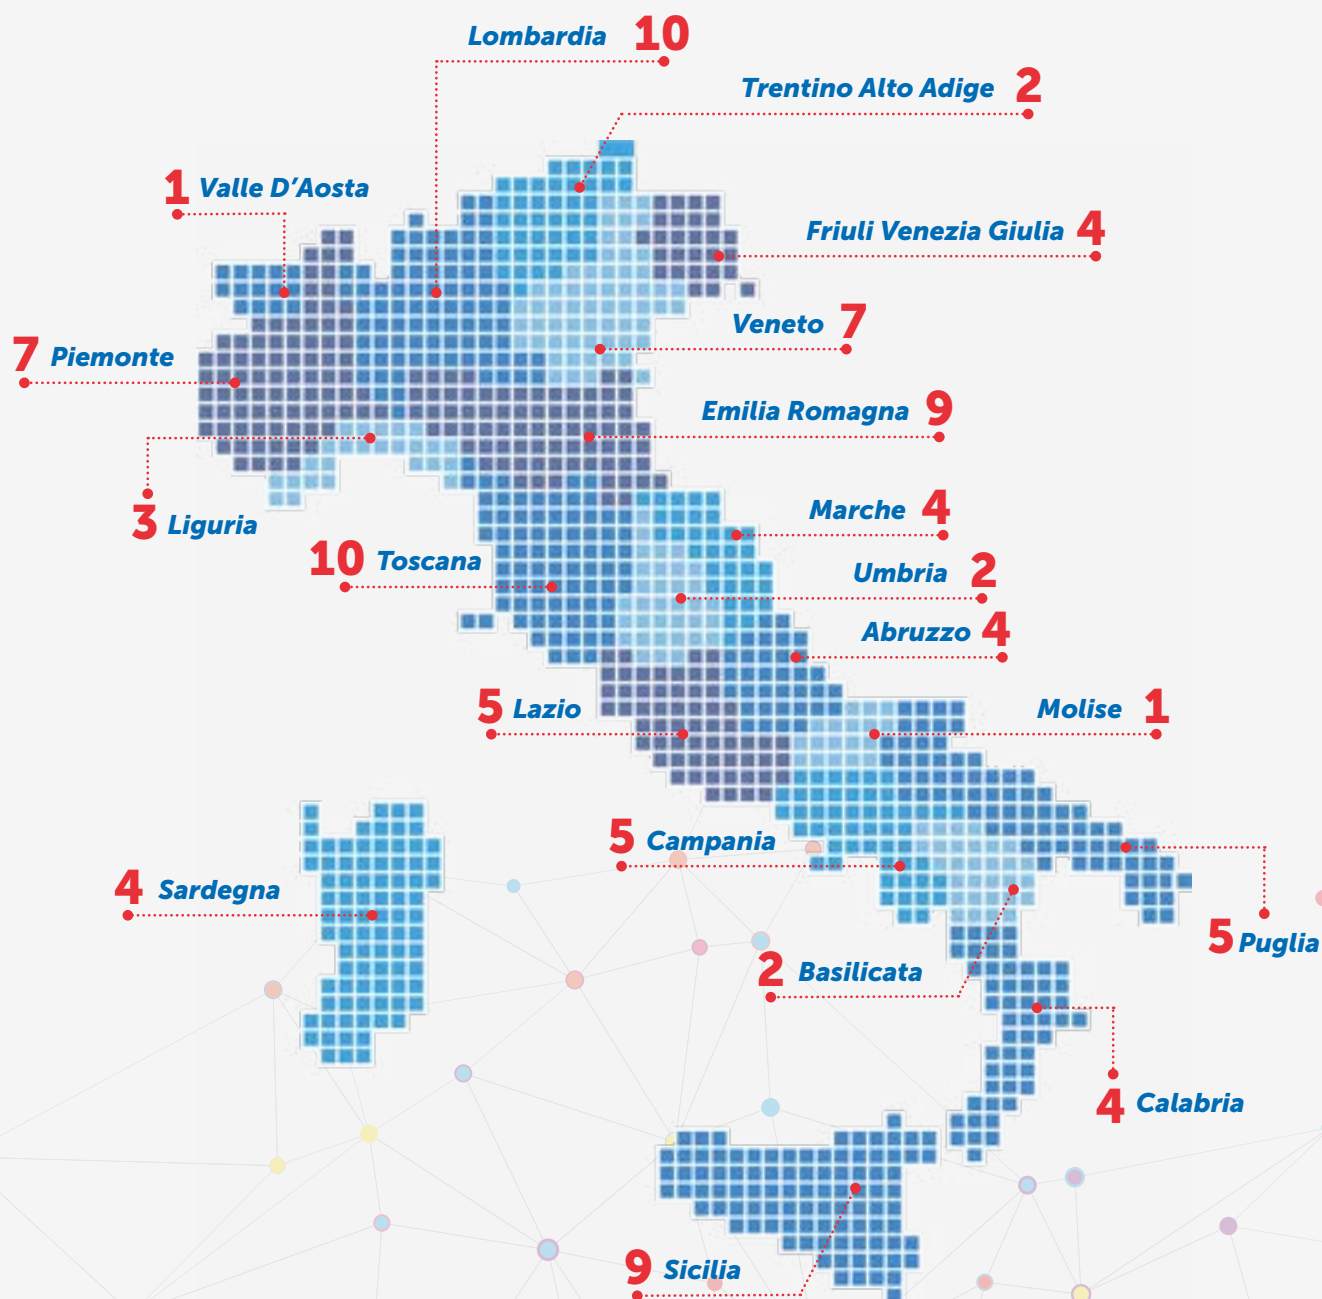 Lombardia 10
Trentino Alto Adige 2
1 Valle D’Aosta
Friuli Venezia Giulia 4
Veneto 7
7 Piemonte
Emilia Romagna 9
Marche 4
3 Liguria
10 Toscana
Umbria 2
Abruzzo 4
5 Lazio
Molise 1
5 Campania
4 Sardegna
5 Puglia
2 Basilicata
4 Calabria
9 Sicilia